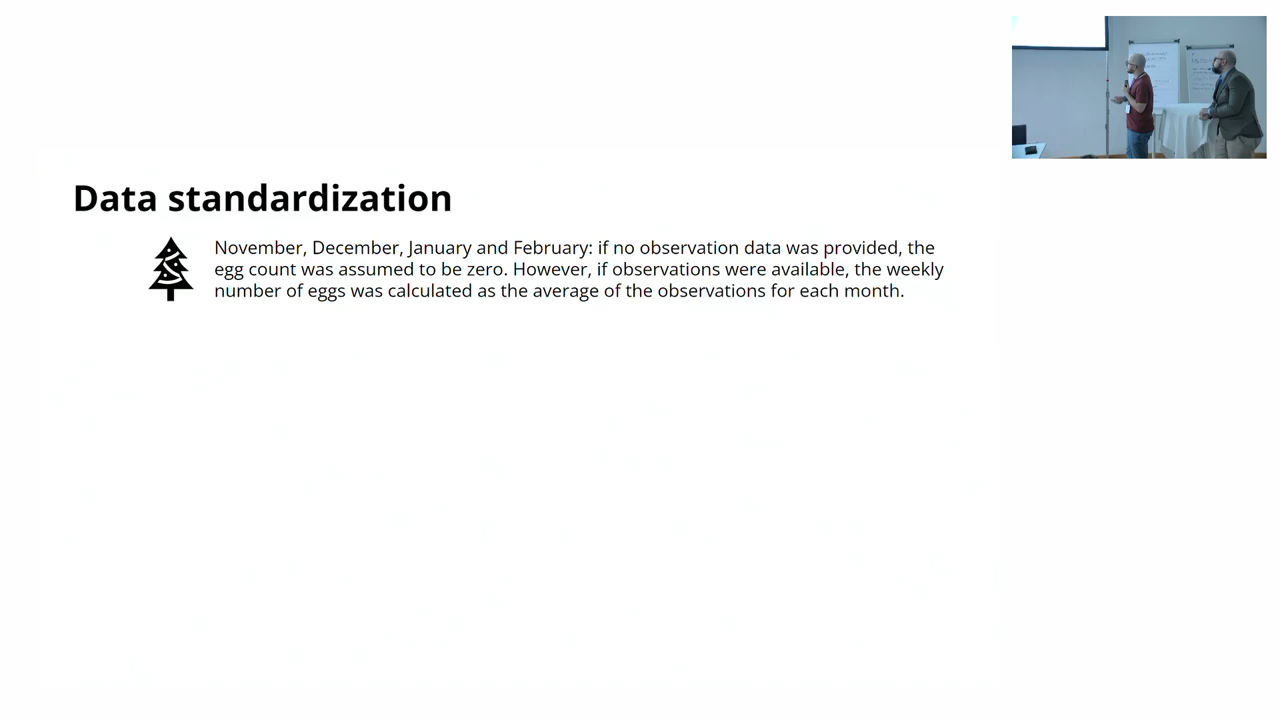 Data standardization
November, December, January and February: if no observation data was provided, the
egg count was assumed to be zero. However, if observations were available, the weekly
number of eggs was calculated as the average of the observations for each month.